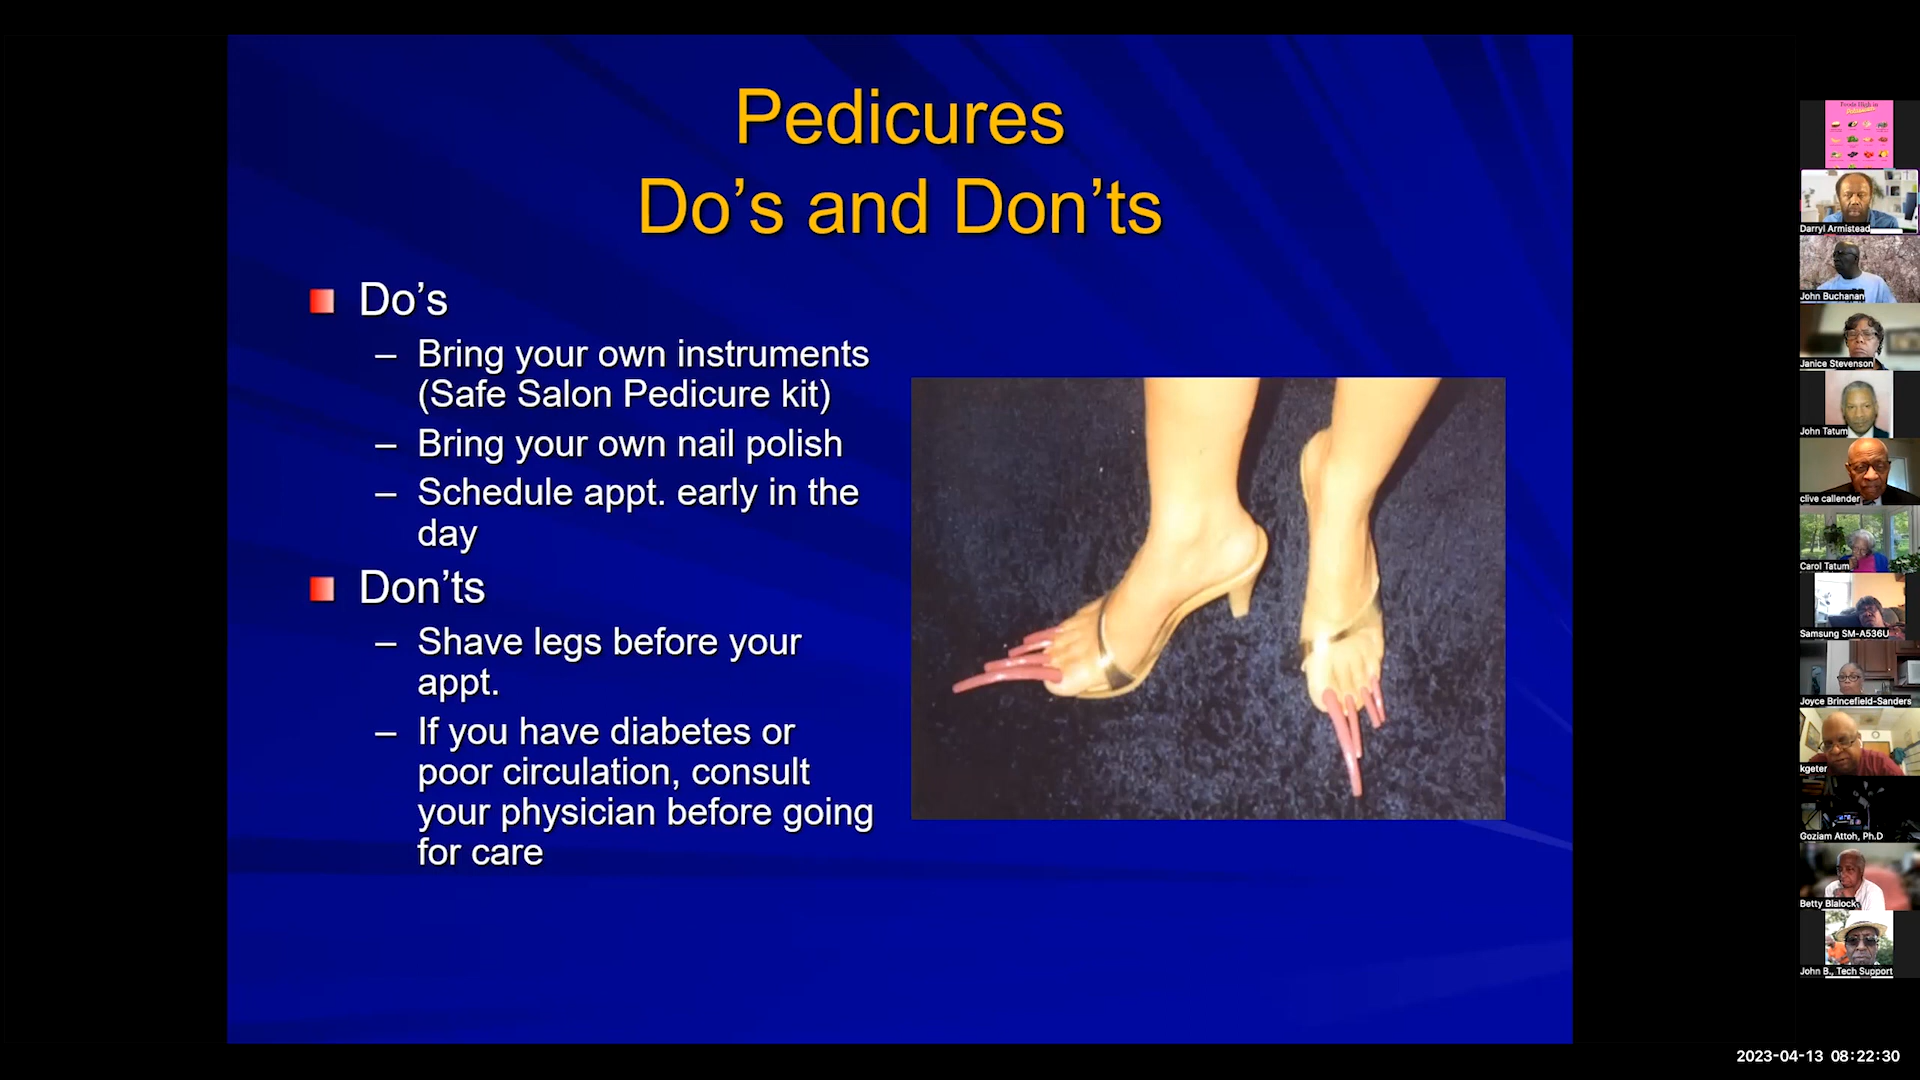 Pedicures
Do’s and Don’ts
Do’s
– Bring your own instruments
(Safe Salon Pedicure kit)
– Bring your own nail polish
– Schedule appt. early in the
day
Don’ts
– Shave legs before your
appt.
– If you have diabetes or
poor circulation, consult
your physician before going
for care
Foods High in
Darryl Armistead
John Buchanan
Janice Stevenson
John Tatum
clive callender
Carol Tatum
Samsung SM-A536U
Joyce Brincefield-Sanders
kgeter
Goziam Attoh, Ph.D
Betty Blalock
John B., Tech Support
2023-04-13 08:22:30